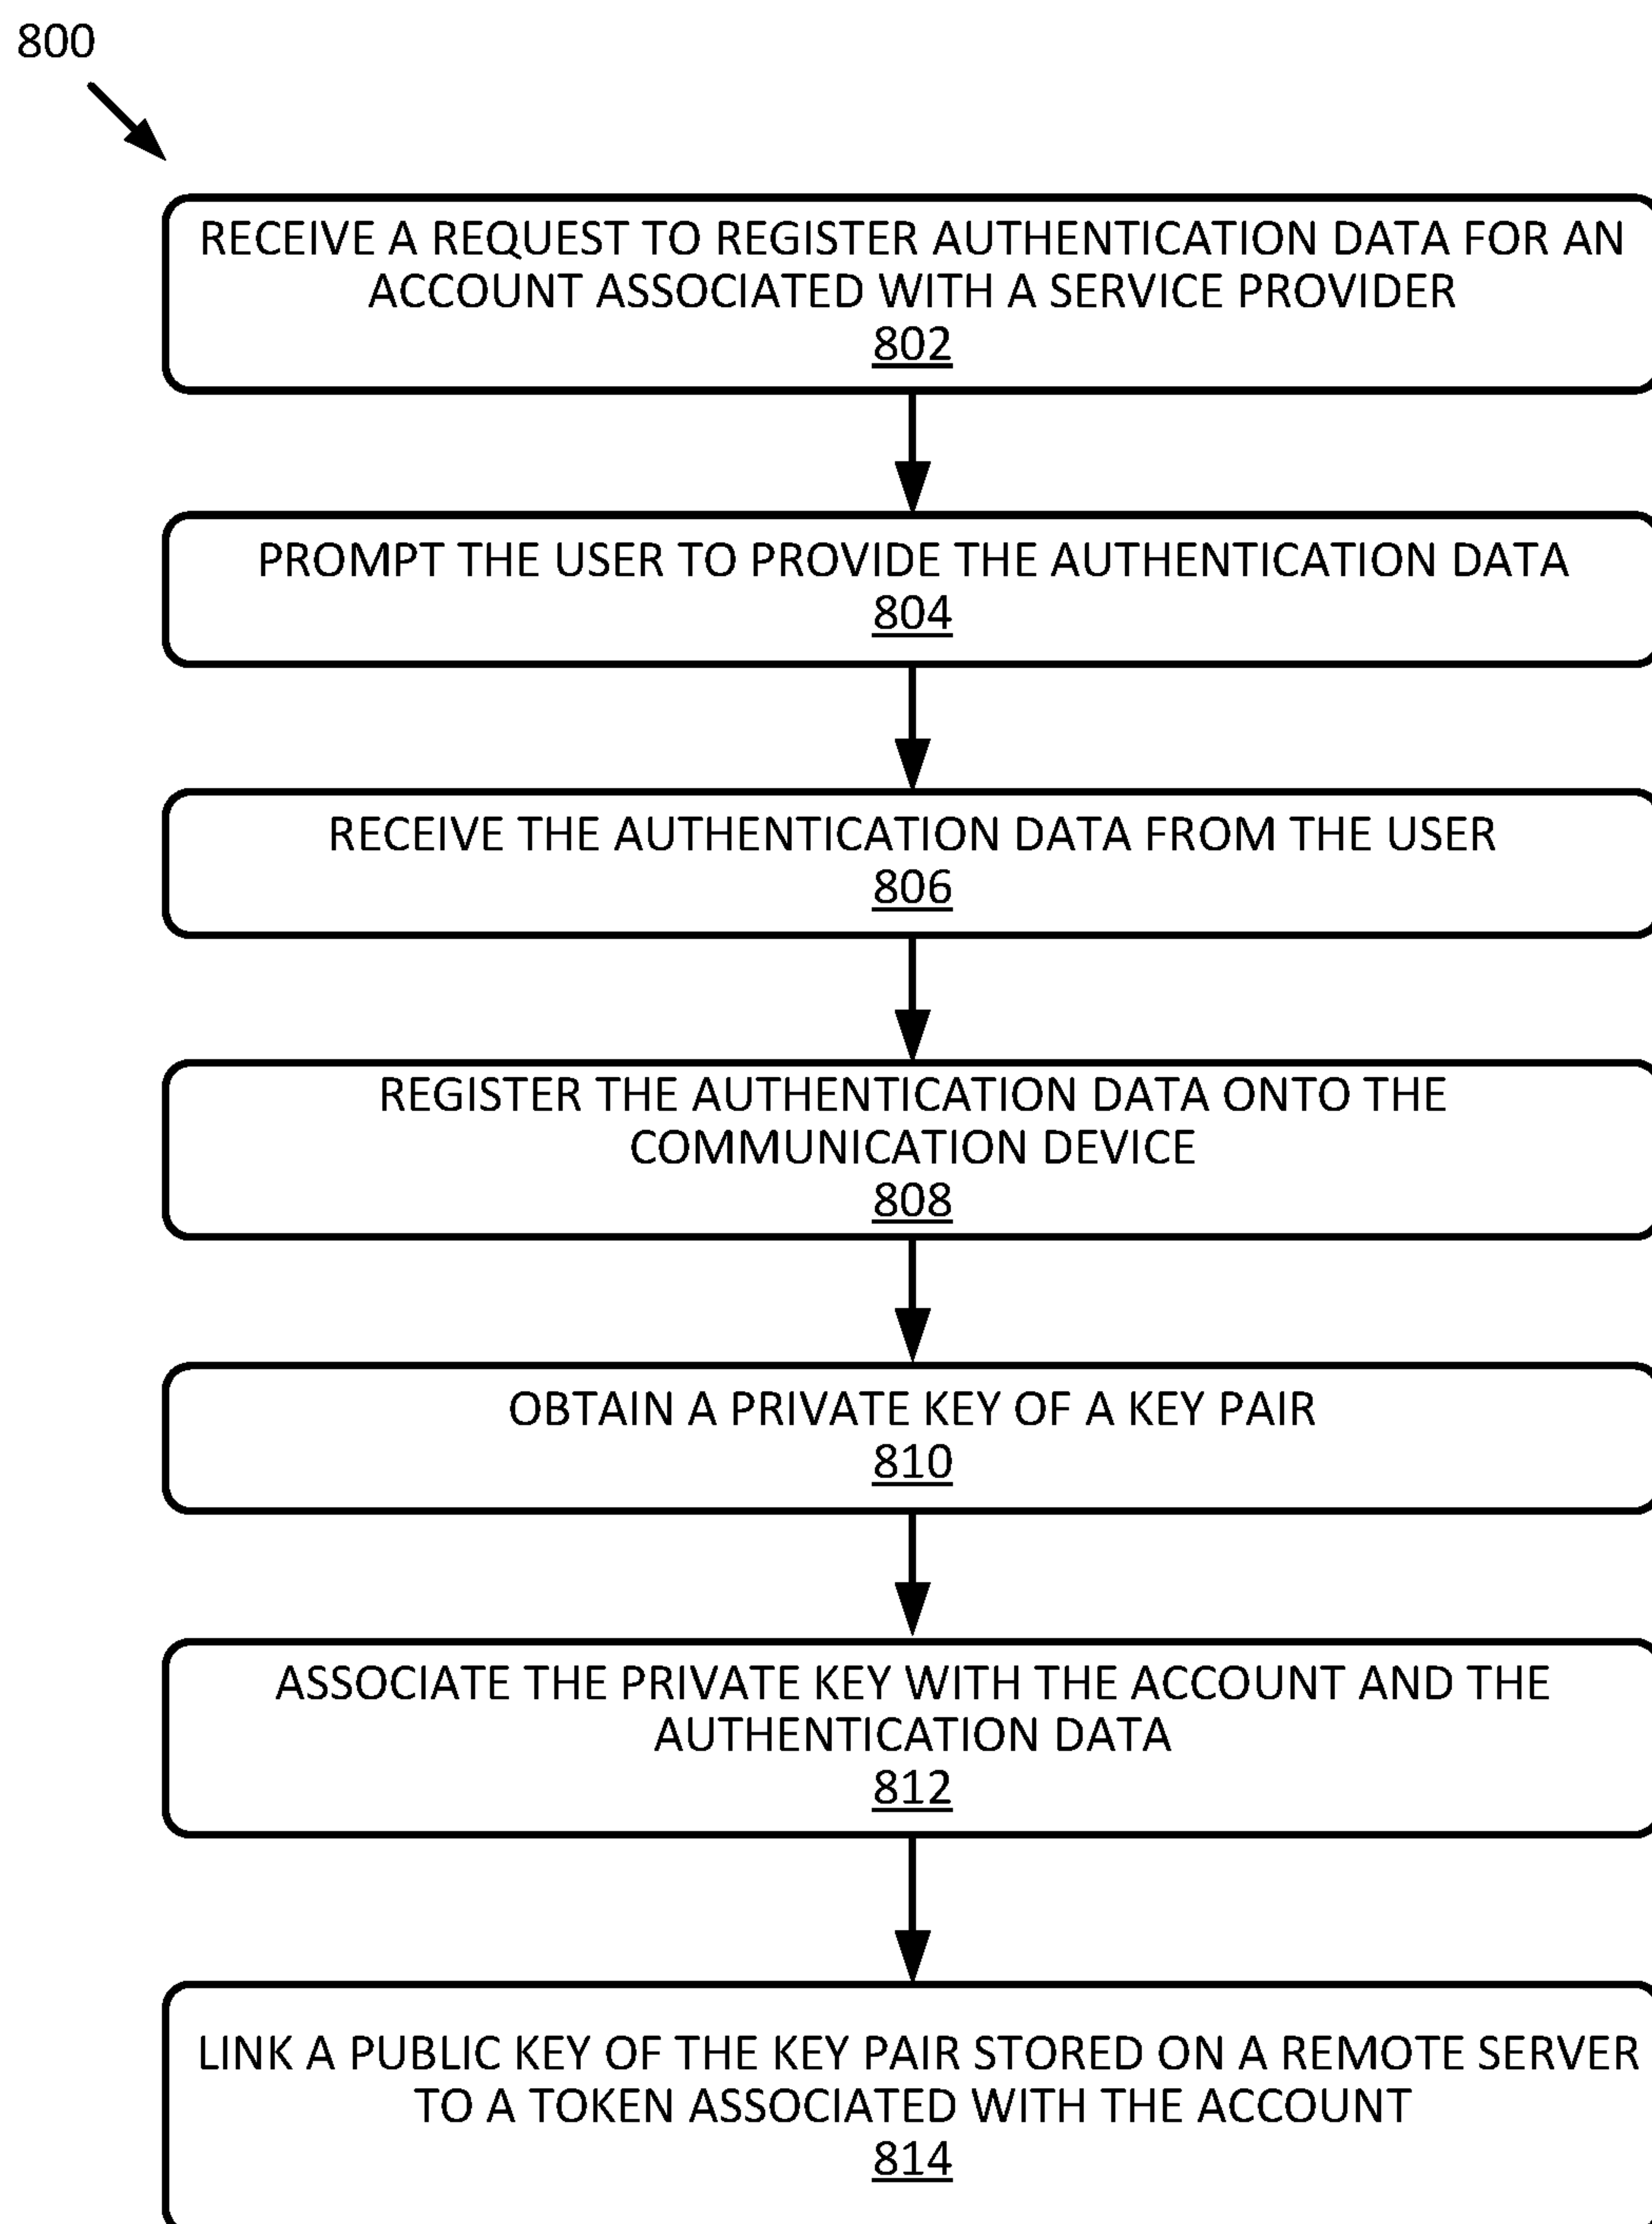 800
RECEIVE A REQUEST TO REGISTER AUTHENTICATION DATA FOR AN
ACCOUNT ASSOCIATED WITH A SERVICE PROVIDER
802
PROMPT THE USER TO PROVIDE THE AUTHENTICATION DATA
804
RECEIVE THE AUTHENTICATION DATA FROM THE USER
806
REGISTER THE AUTHENTICATION DATA ONTO THE
COMMUNICATION DEVICE
808
OBTAIN A PRIVATE KEY OF A KEY PAIR
810
ASSOCIATE THE PRIVATE KEY WITH THE ACCOUNT AND THE
AUTHENTICATION DATA
812
LINK A PUBLIC KEY OF THE KEY PAIR STORED ON A REMOTE SERVER
TO A TOKEN ASSOCIATED WITH THE ACCOUNT
814